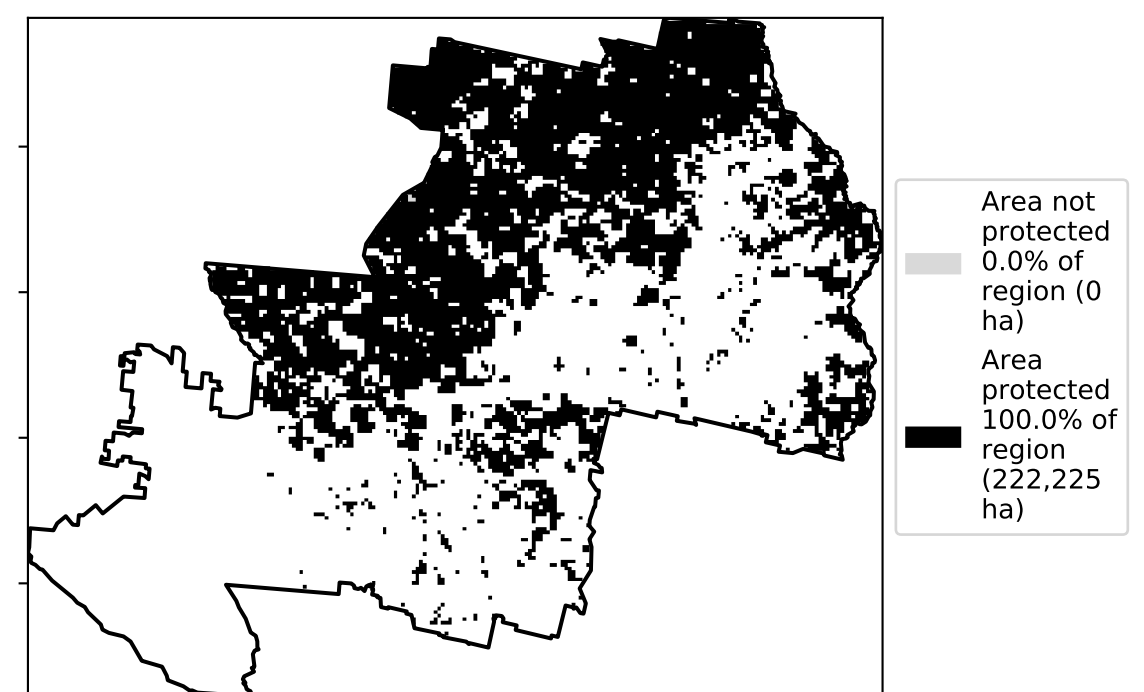 Area not
protected
0.0% of
region (0
ha)
Area
protected
100.0% of
region
(222,225
ha)